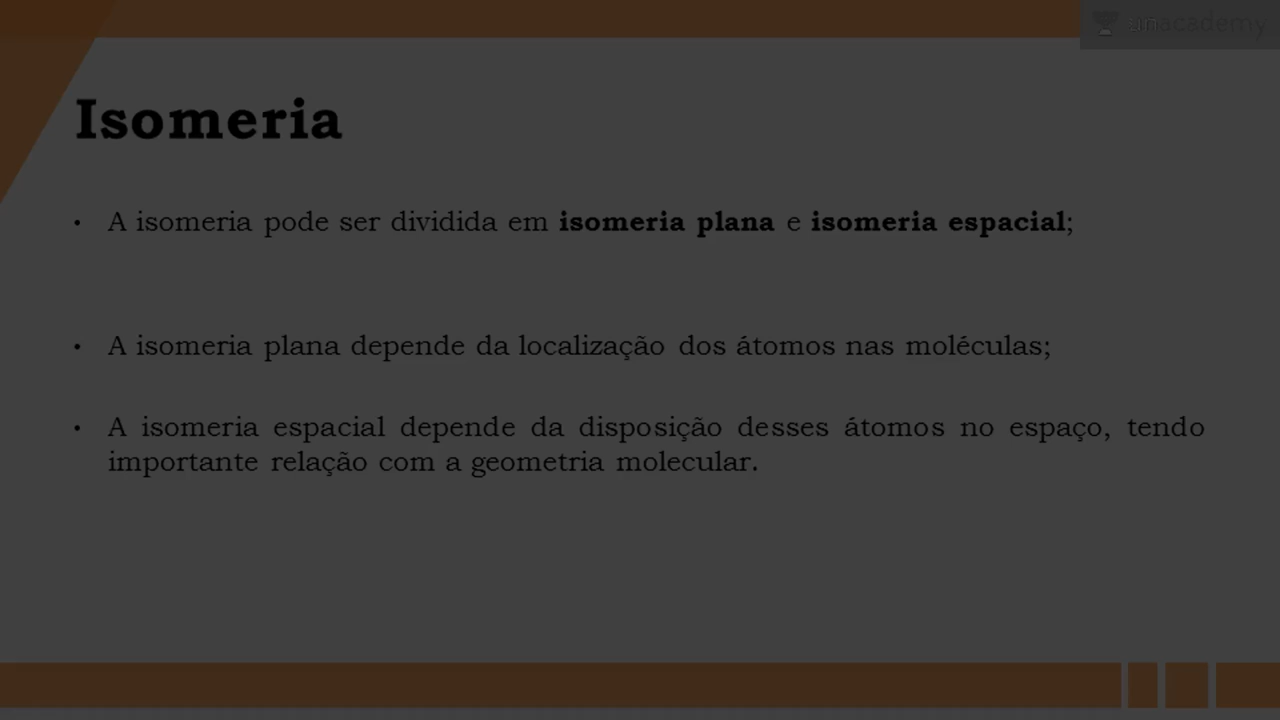 Isomeria
• A isomeria pode ser dividida em isomeria plana e isomeria espacial;
• A isomeria plana depende da localização dos átomos nas moléculas;
• A isomeria espacial depende da disposição desses átomos no espaço, tendo
importante relação com a geometria molecular.